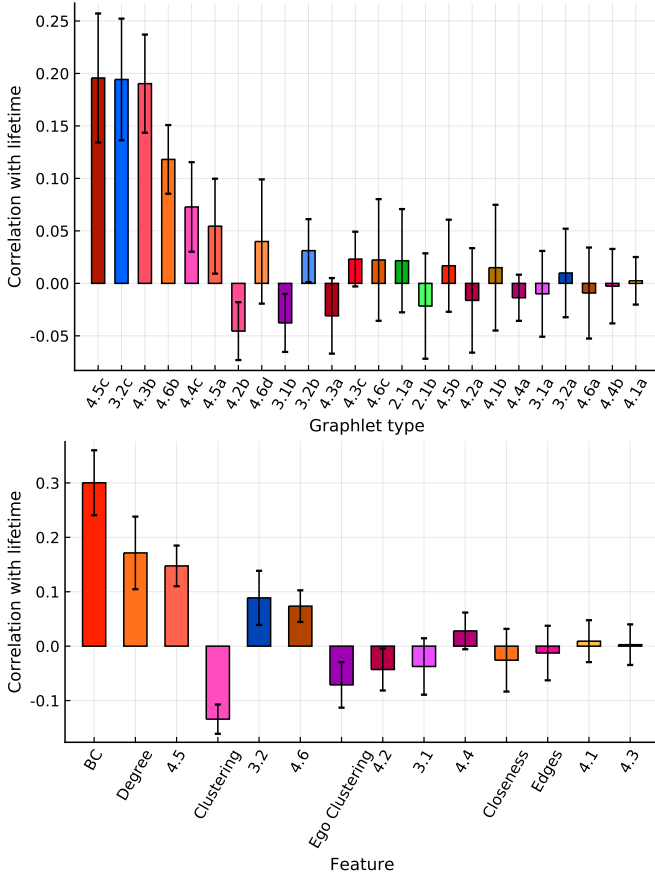 0.25
0.20
0.15
0.10
0.05
0.00
-0.05
Correlation with lifetime
4.5c 3.2c 4.3b 4.6b 4.4c 4.5a 4.2b 4.6d 3.1b 3.2b 4.3a 4.3c 4.6c 2.1a 2.1b 4.5b 4.2a 4.1b 4.4a 3.1a 3.2a 4.6a 4.4b 4.1a
Graphlet type
0.3
0.2
0.1
0.0
-0.1
Correlation with lifetime
BC Degree 4.5 Clustering 3.2 4.6 Ego Clustering 4.2 3.1 4.4 Closeness Edges 4.1 4.3
Feature